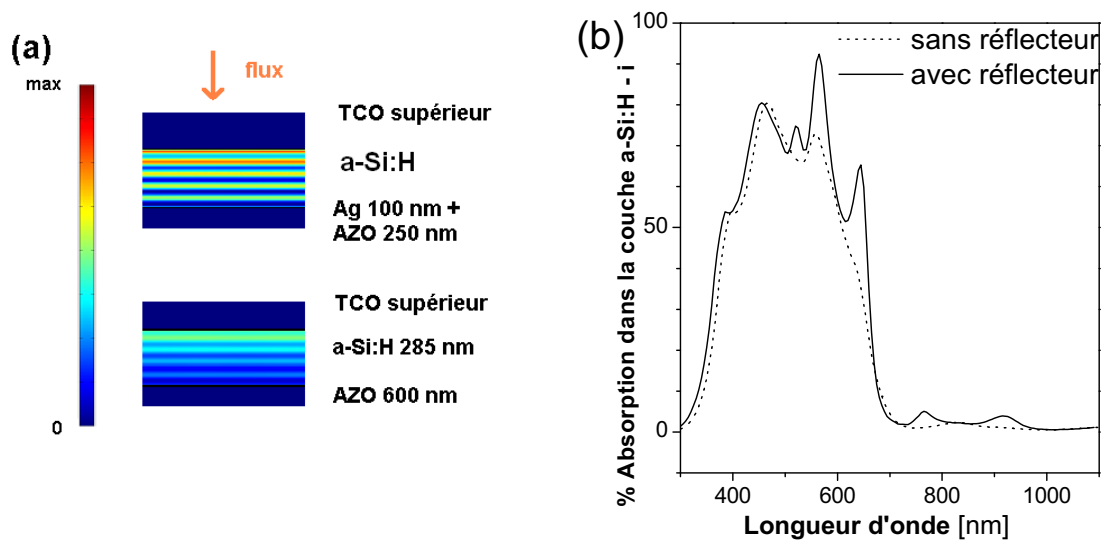 (a)
max
0
flux
TCO supérieur
a-Si:H
Ag 100 nm +
AZO 250 nm
TCO supérieur
a-Si:H 285 nm
AZO 600 nm
(b)
100
50
0
% Absorption dans la couche a-Si:H - i
sans réflecteur
avec réflecteur
400
600
800
1000
Longueur d'onde [nm]